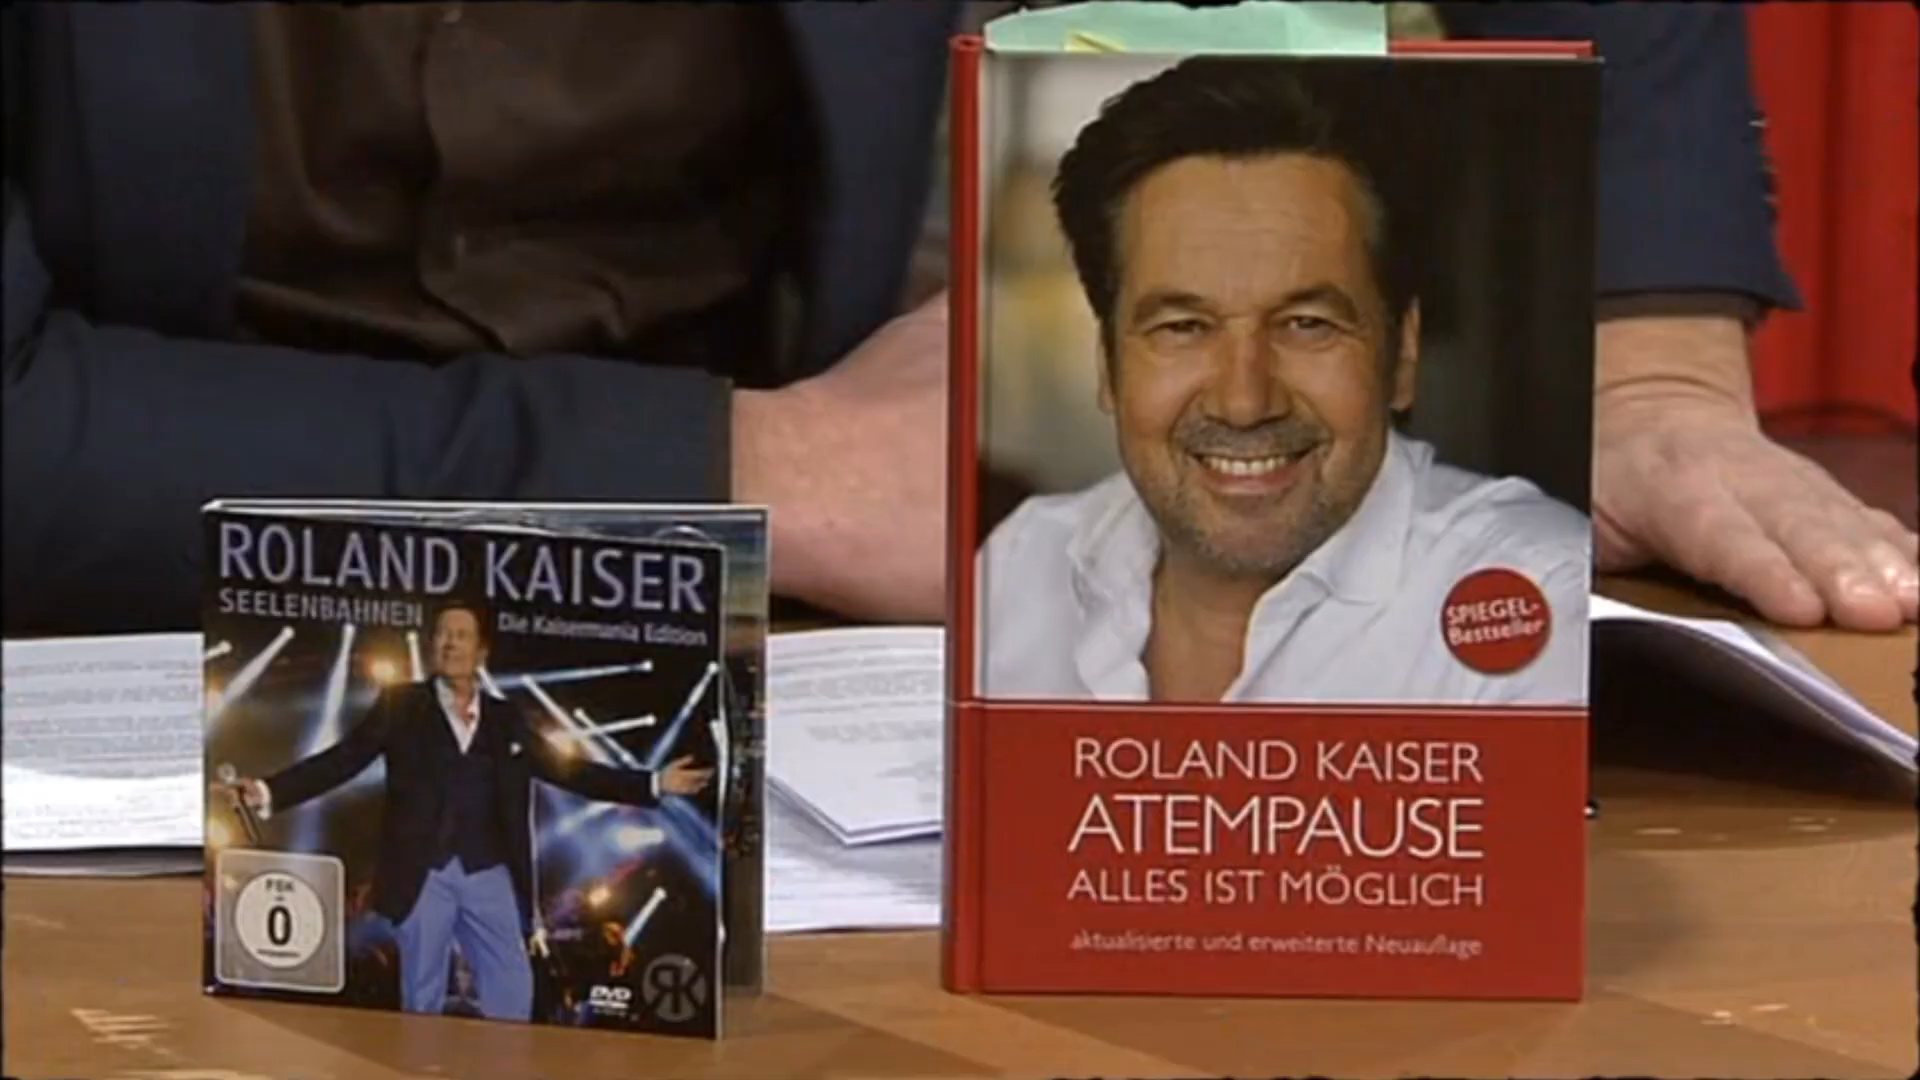 ROLAND KAISER
SEELENBAHNEN
Die Kaisermania Edition
FSK
0
DVD
RK
SPIEGEL-
Bestseller
ROLAND KAISER
ATEMPAUSE
ALLES IST MÖGLICH
aktualisierte und erweiterte Neuauflage